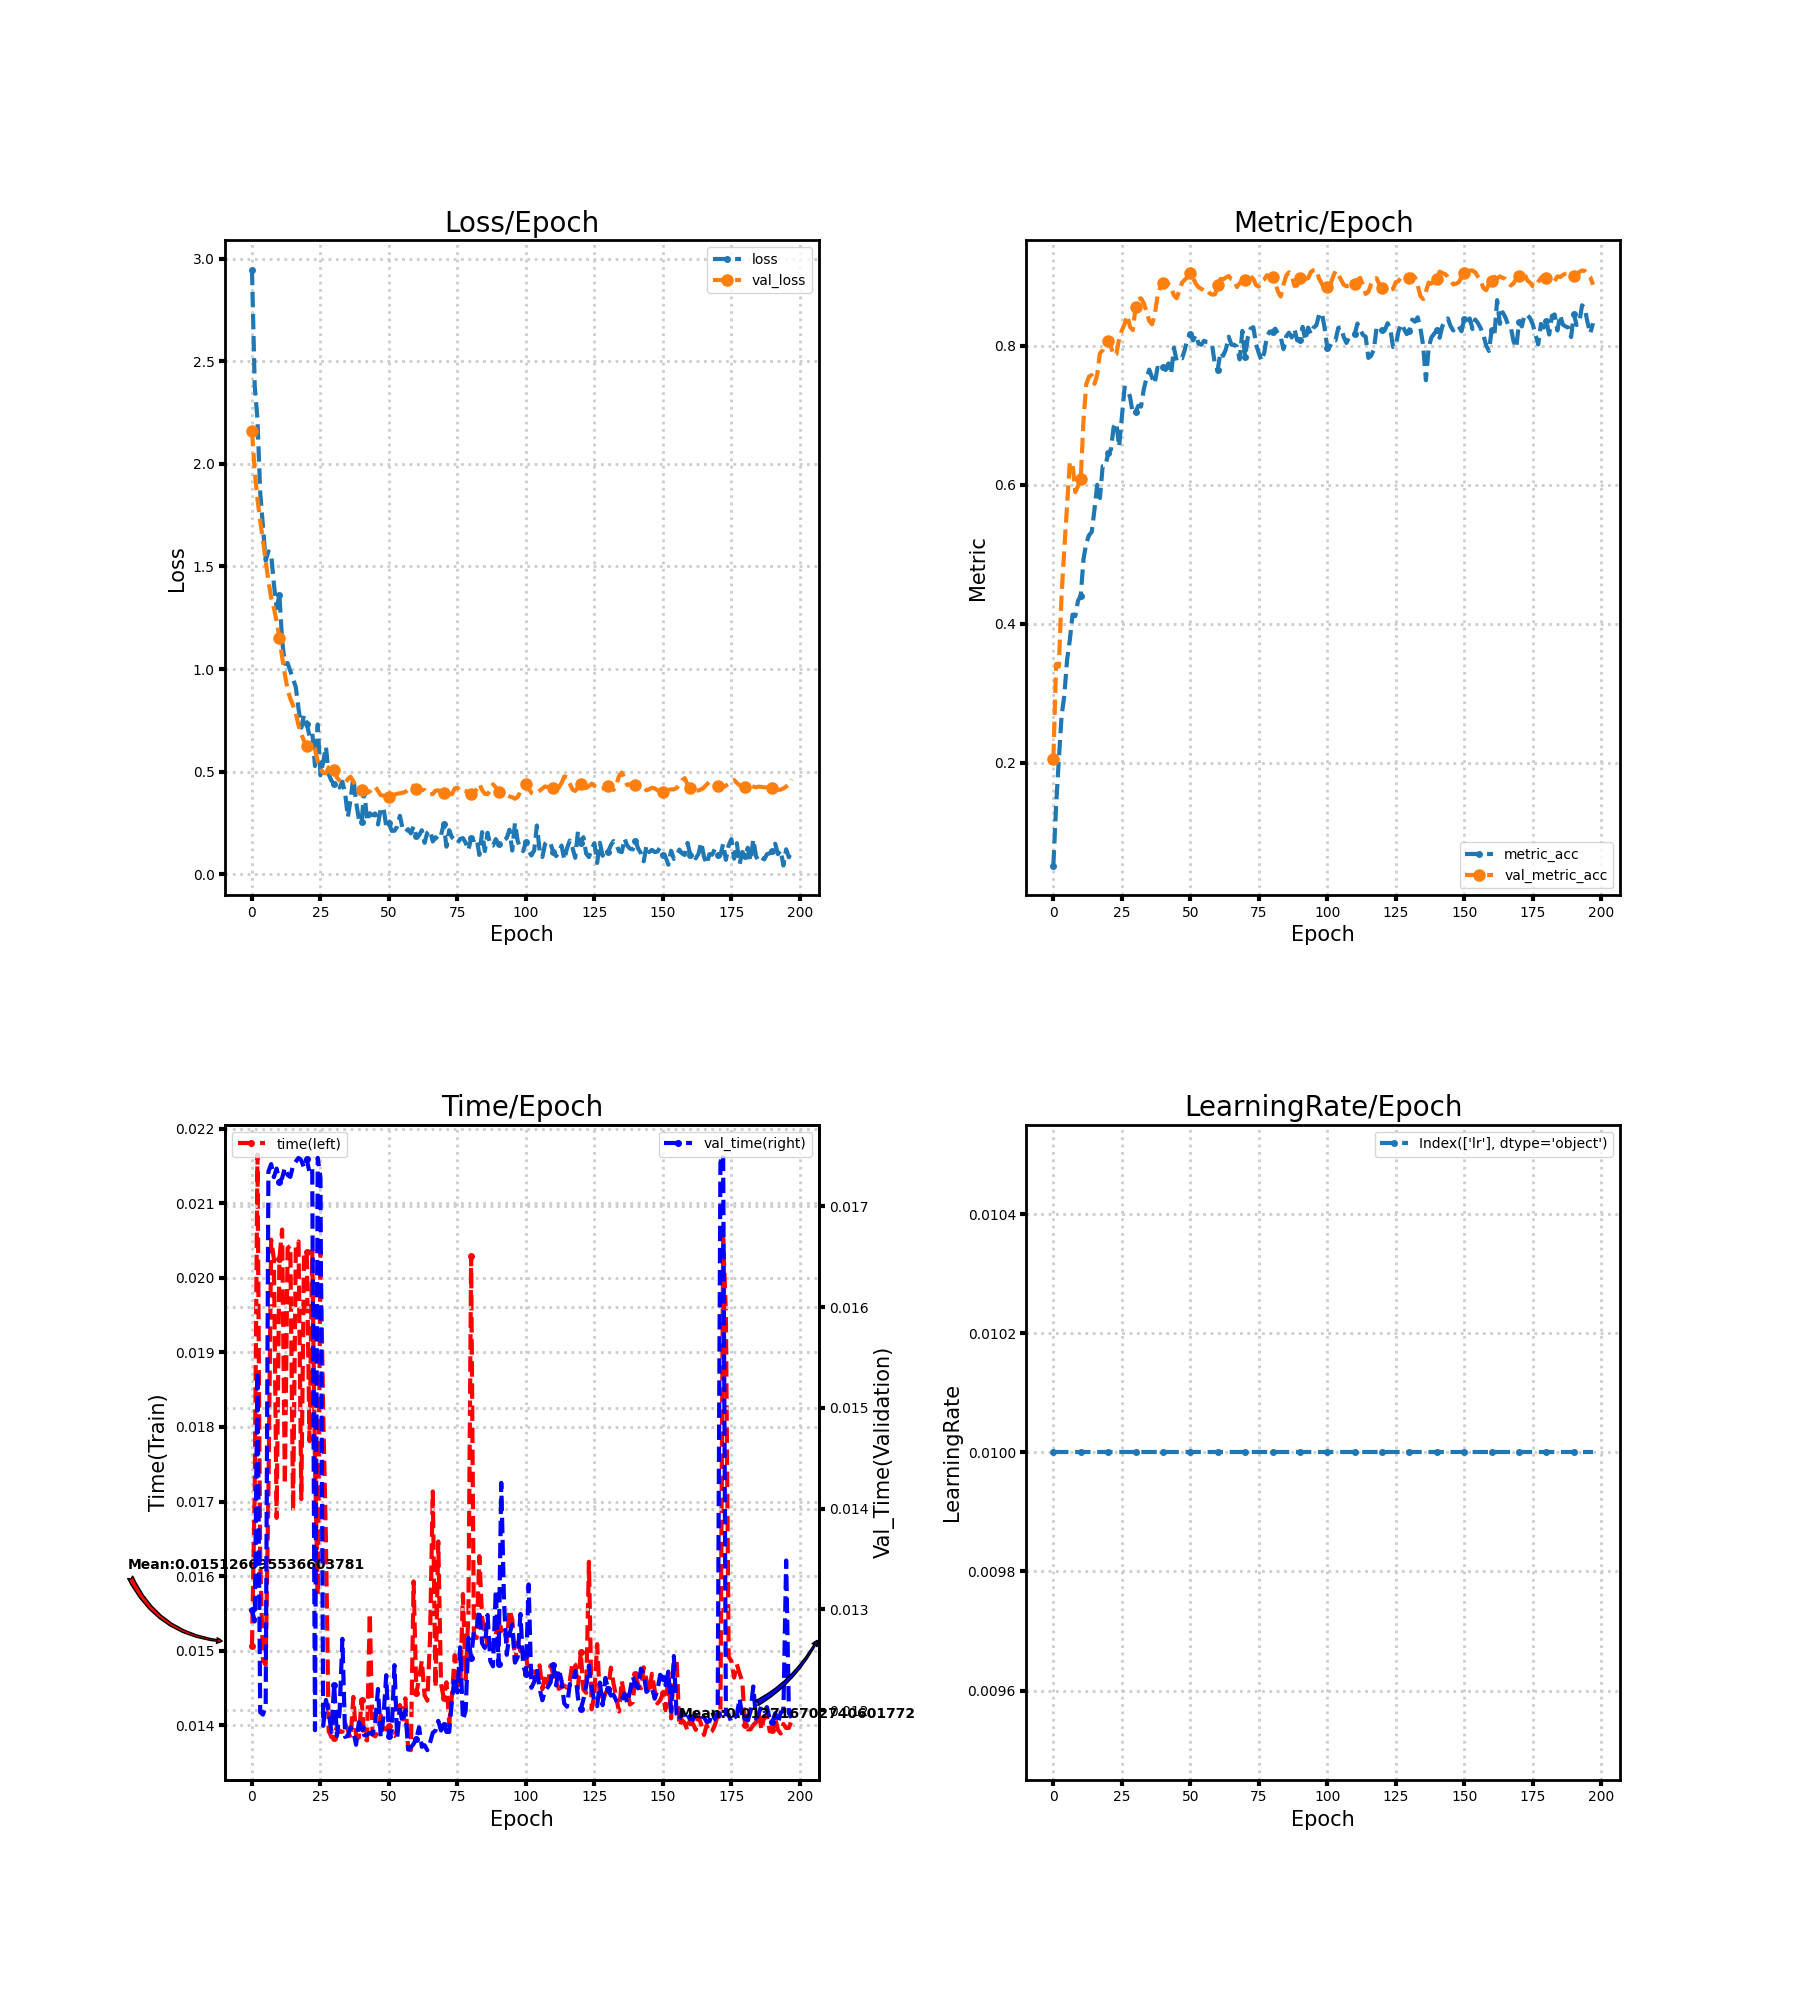 Loss/Epoch
3.0
2.5
2.0
1.5
1.0
0.5
0.0
Loss
loss
val_loss
0 25 50 75 100 125 150 175 200
Epoch
Metric/Epoch
0.8
0.6
0.4
0.2
Metric
metric_acc
val_metric_acc
0 25 50 75 100 125 150 175 200
Epoch
Time/Epoch
0.022
0.021
0.020
0.019
0.018
0.017
0.016
0.015
0.014
Time(Train)
time(left)
val_time(right)
0.017
0.016
0.015
0.014
0.013
0.012
Val_Time(Validation)
0 25 50 75 100 125 150 175 200
Epoch
LearningRate/Epoch
0.0104
0.0102
0.0100
0.0098
0.0096
LearningRate
Index(['lr'], dtype='object')
0 25 50 75 100 125 150 175 200
Epoch